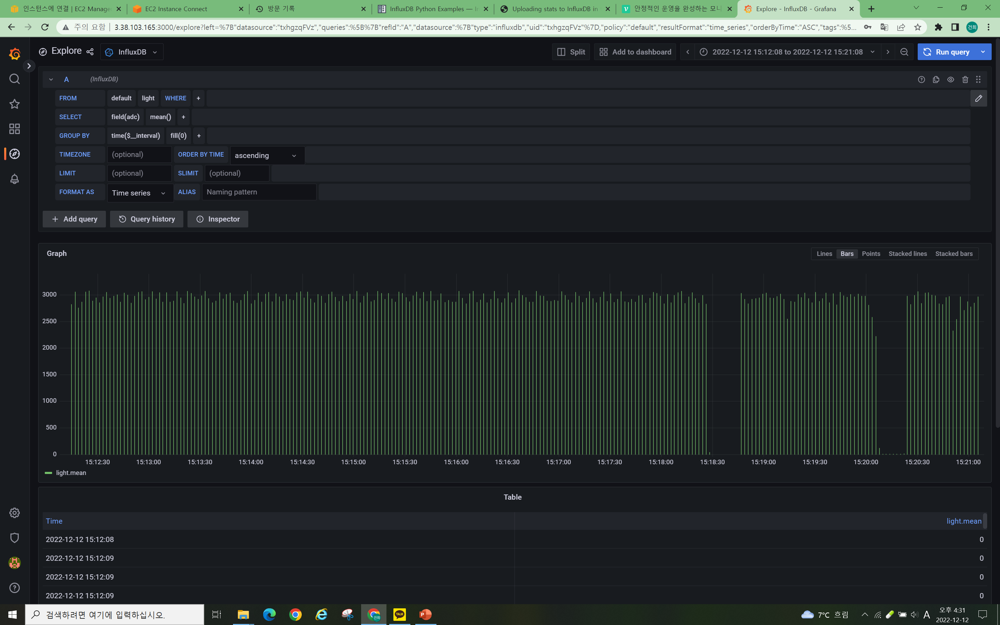 인스턴스에 연결 | EC2 Manage
EC2 Instance Connect
방문 기록
InfluxDB Python Examples — In
Uploading stats to InfluxDB in
안정적인 운영을 완성하는 모니
Explore - InfluxDB - Grafana
주의 요함 3.38.103.165:3000/explore?left=%7B"datasource":"txhgzqFVz","queries":%5B%7B"refId":"A","datasource":%7B"type":"influxdb","uid":"txhgzqFVz"%7D,"policy":"default","resultFormat":"time_series","orderByTime":"ASC","tags":%5...
건희
Explore InfluxDB Split Add to dashboard 2022-12-12 15:12:08 to 2022-12-12 15:21:08 Run query
A (InfluxDB)
FROM default light WHERE +
SELECT field(adc) mean() +
GROUP BY time($__interval) fill(0) +
TIMEZONE (optional) ORDER BY TIME ascending
LIMIT (optional) SLIMIT (optional)
FORMAT AS Time series ALIAS Naming pattern
+ Add query Query history Inspector
Graph Lines Bars Points Stacked lines Stacked bars
3000
2500
2000
1500
1000
500
0
15:12:30 15:13:00 15:13:30 15:14:00 15:14:30 15:15:00 15:15:30 15:16:00 15:16:30 15:17:00 15:17:30 15:18:00 15:18:30 15:19:00 15:19:30 15:20:00 15:20:30 15:21:00
light.mean
Table
Time light.mean
2022-12-12 15:12:08 0
2022-12-12 15:12:09 0
2022-12-12 15:12:09 0
2022-12-12 15:12:09 0
검색하려면 여기에 입력하십시오.
건희
TALK
P
7°C 흐림
A
오후 4:31
2022-12-12